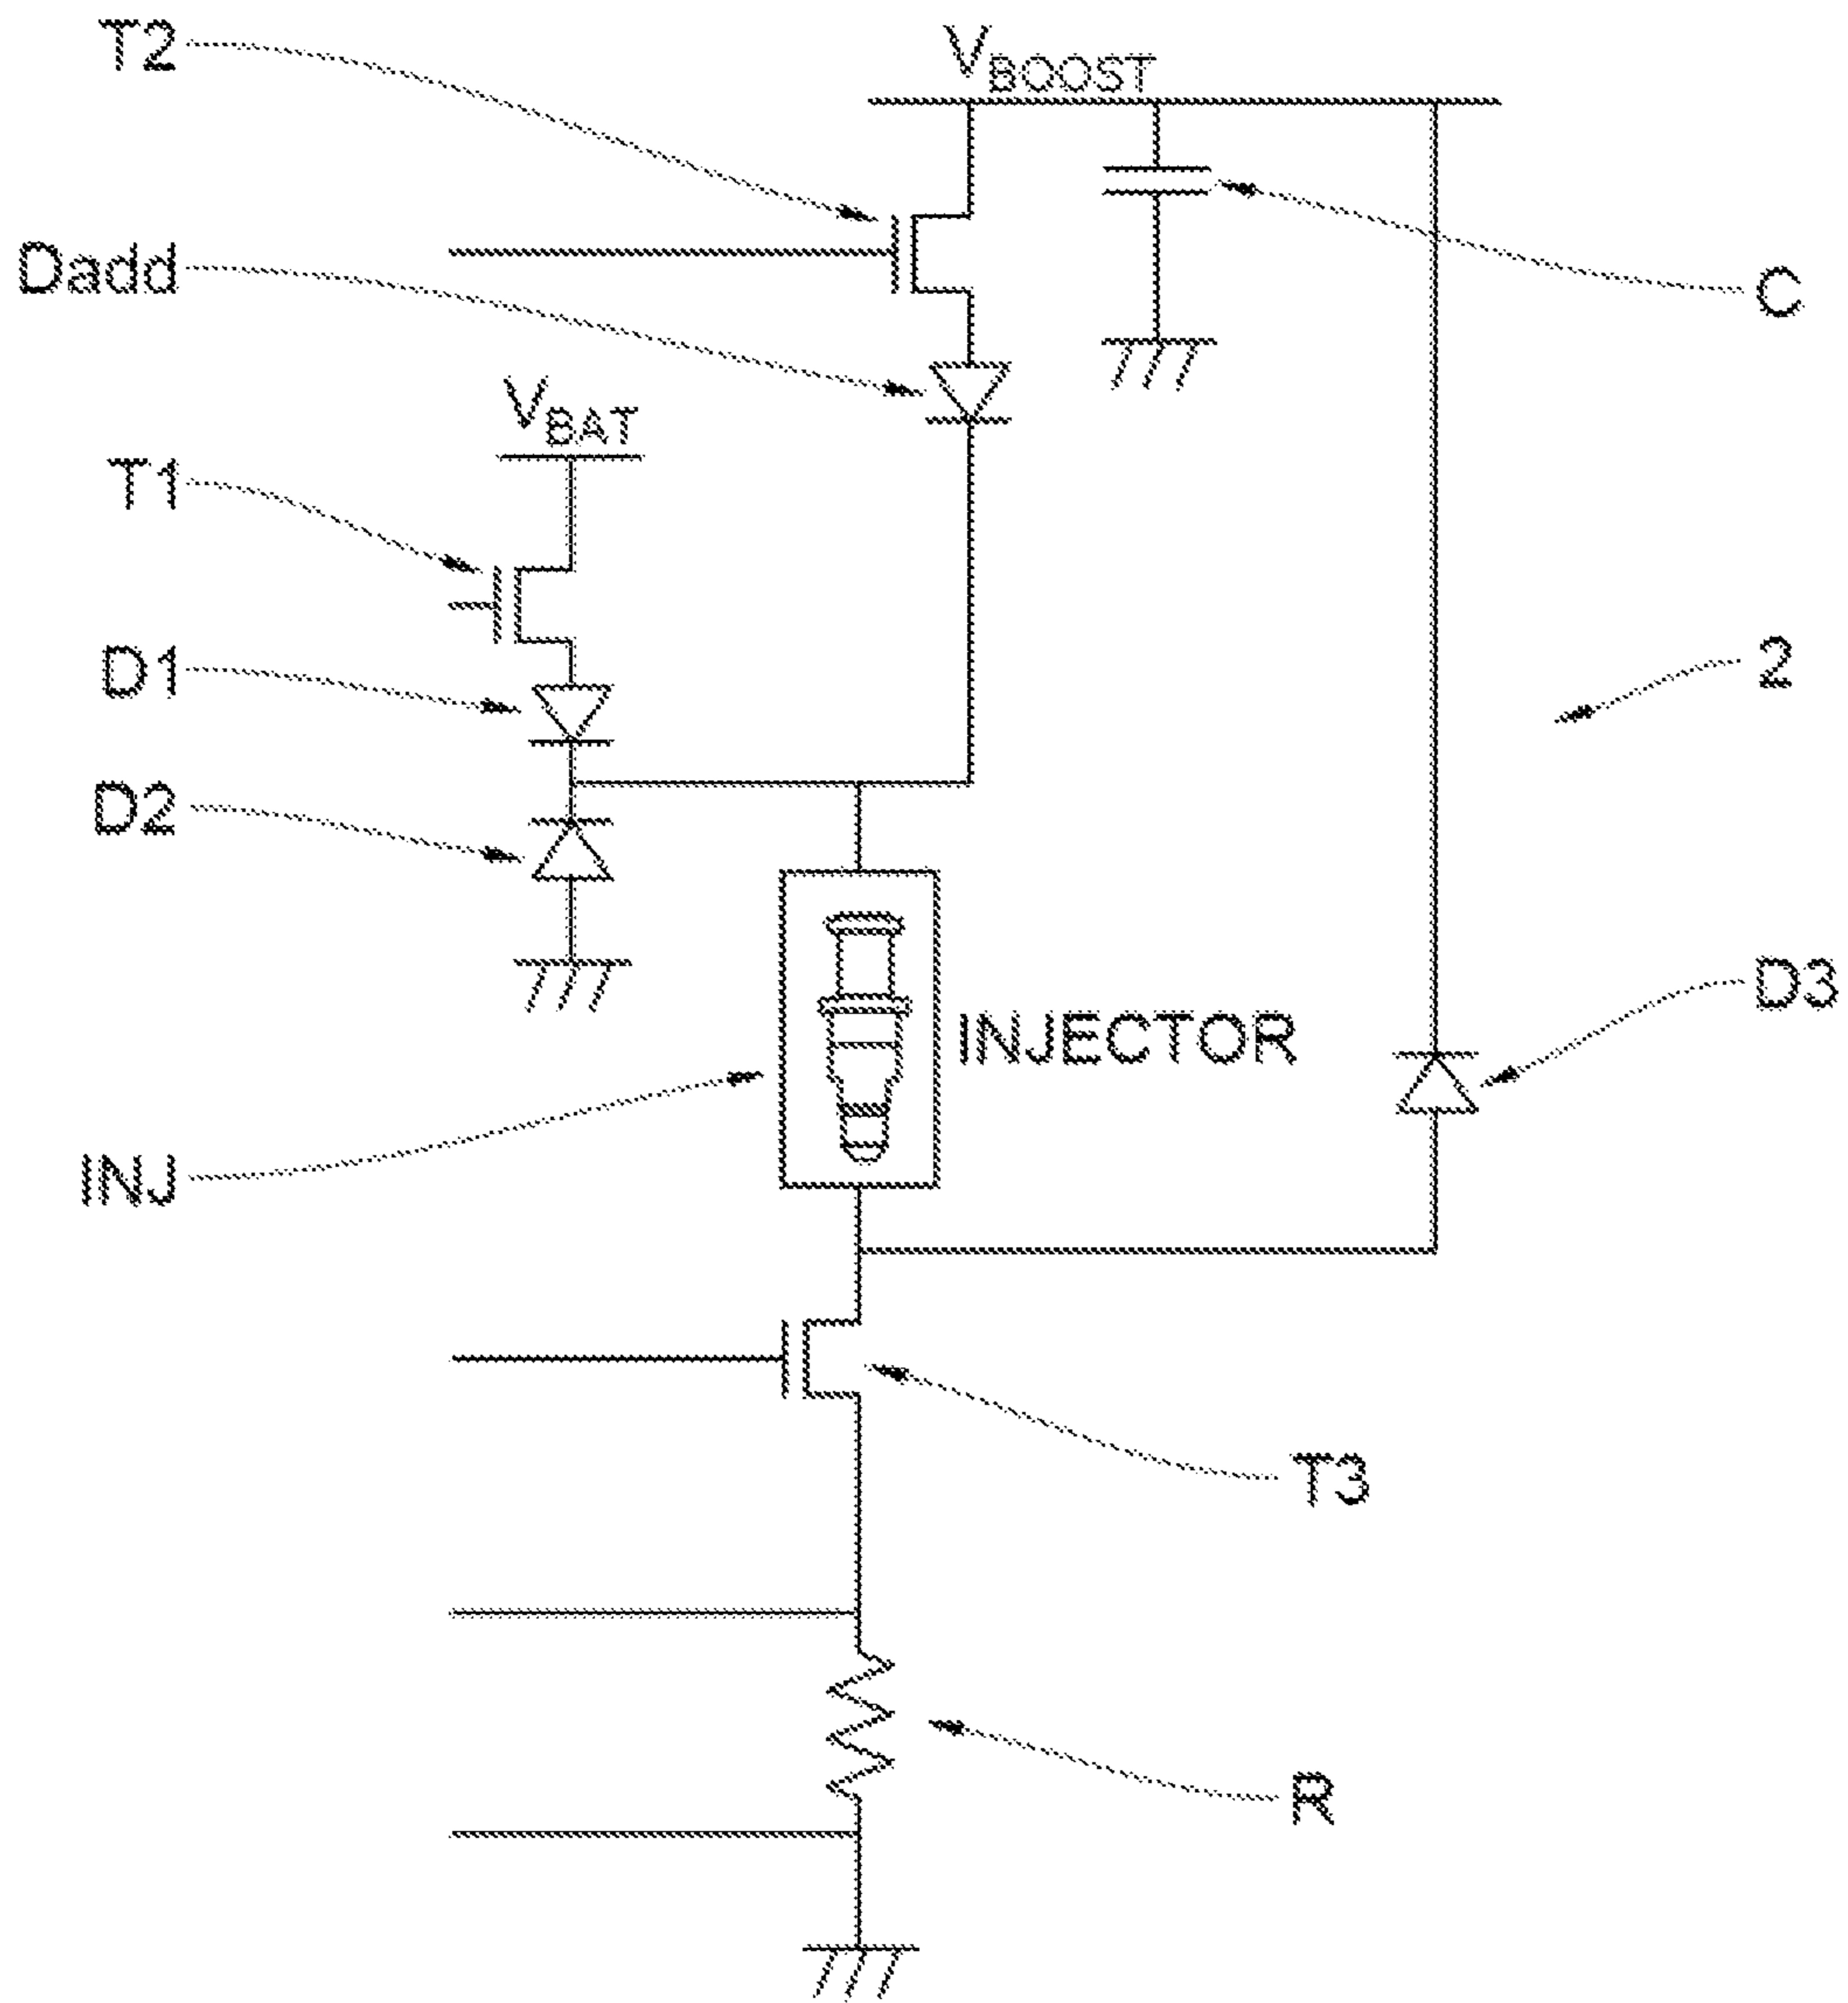 T2
VBOOST
Dadd
C
VBAT
T1
2
D1
D2
D3
INJECTOR
INJ
T3
R